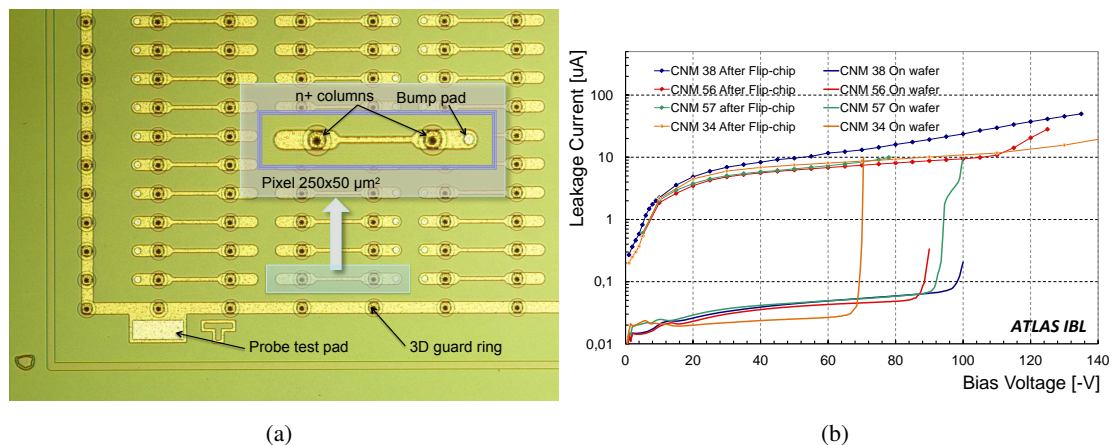 n+ columns
Bump pad
Pixel 250x50 µm²
Probe test pad
3D guard ring
(a)
Leakage Current [uA]
100
10
1
0,1
0,01
CNM 38 After Flip-chip
CNM 38 On wafer
CNM 56 After Flip-chip
CNM 56 On wafer
CNM 57 after Flip-chip
CNM 57 On wafer
CNM 34 After Flip-chip
CNM 34 On wafer
ATLAS IBL
0 20 40 60 80 100 120 140
Bias Voltage [-V]
(b)